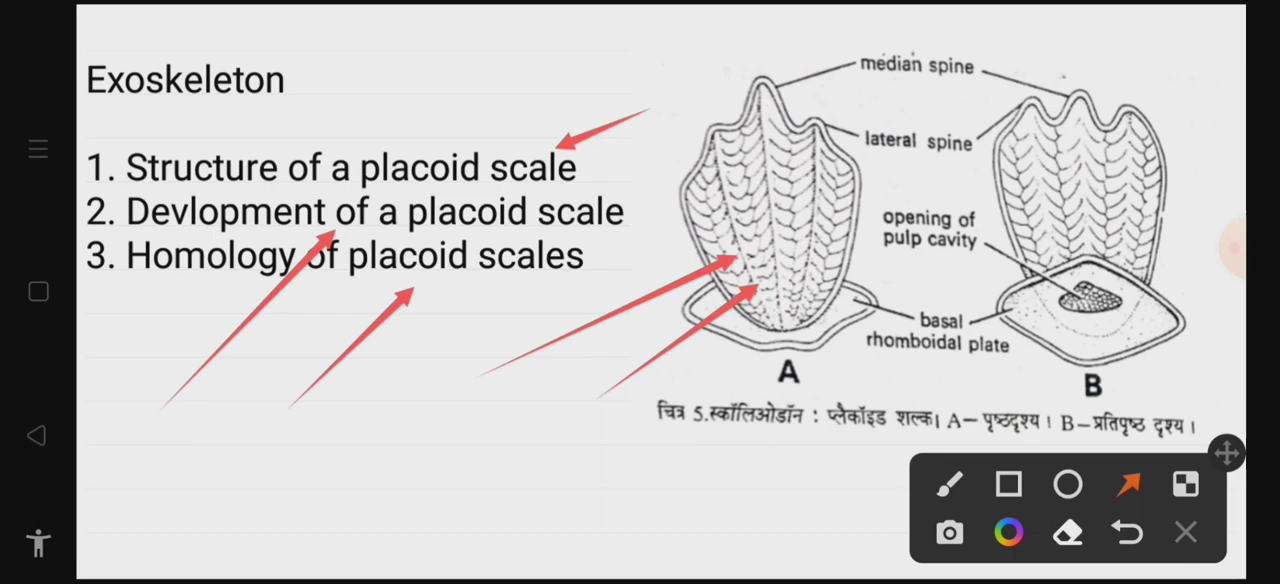 Exoskeleton
1. Structure of a placoid scale
2. Devlopment of a placoid scale
3. Homology of placoid scales
median spine
lateral spine
opening of
pulp cavity
basal
rhomboidal plate
A
B
चित्र 5.स्कॉलिओडॉन : प्लैकॉइड शल्क। A– पृष्ठदृश्य। B–प्रतिपृष्ठ दृश्य।